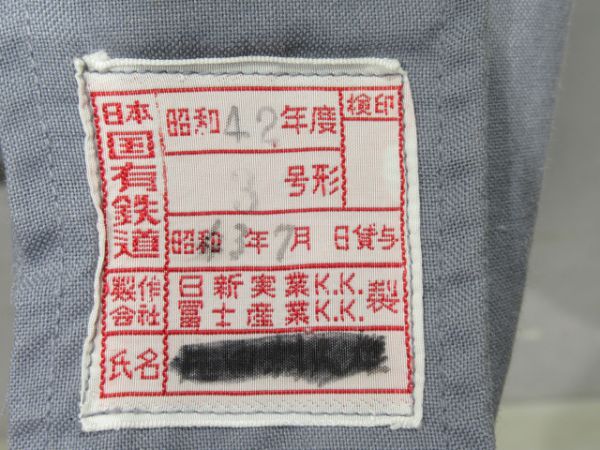 日本国有鉄道
昭和42年度
検印
3号形
昭和43年7月 日貸与
製作会社
日新実業K.K.
富士産業K.K.
製
氏名